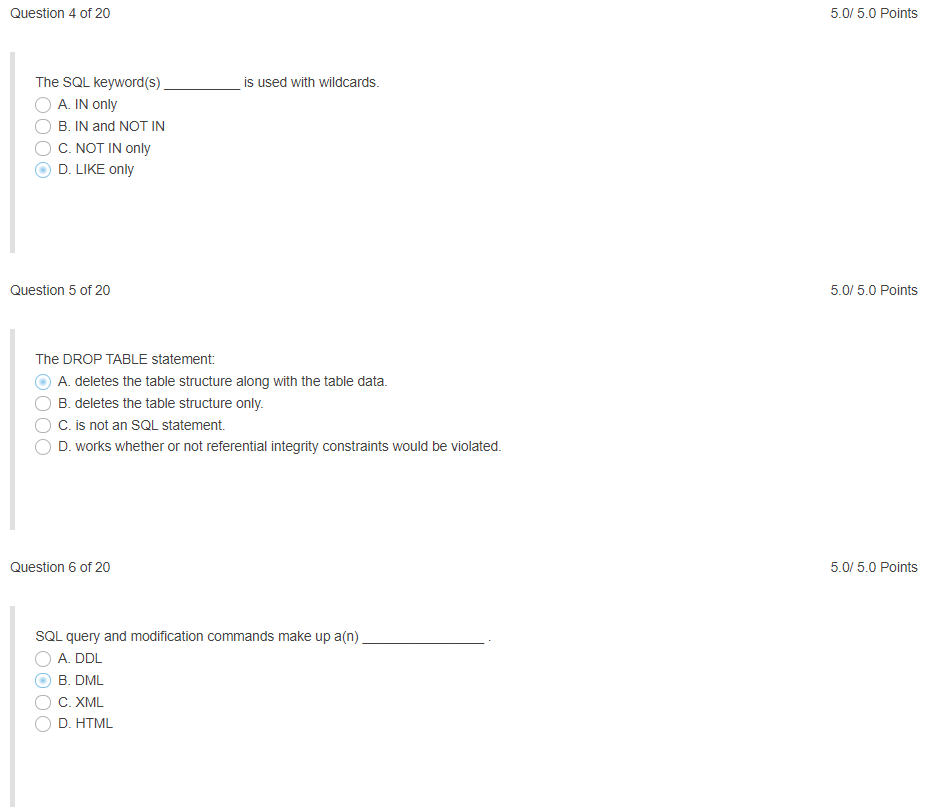 Question 4 of 20 5.0/ 5.0 Points
The SQL keyword(s) __________ is used with wildcards.
A. IN only
B. IN and NOT IN
C. NOT IN only
D. LIKE only
Question 5 of 20 5.0/ 5.0 Points
The DROP TABLE statement:
A. deletes the table structure along with the table data.
B. deletes the table structure only.
C. is not an SQL statement.
D. works whether or not referential integrity constraints would be violated.
Question 6 of 20 5.0/ 5.0 Points
SQL query and modification commands make up a(n) ________________ .
A. DDL
B. DML
C. XML
D. HTML